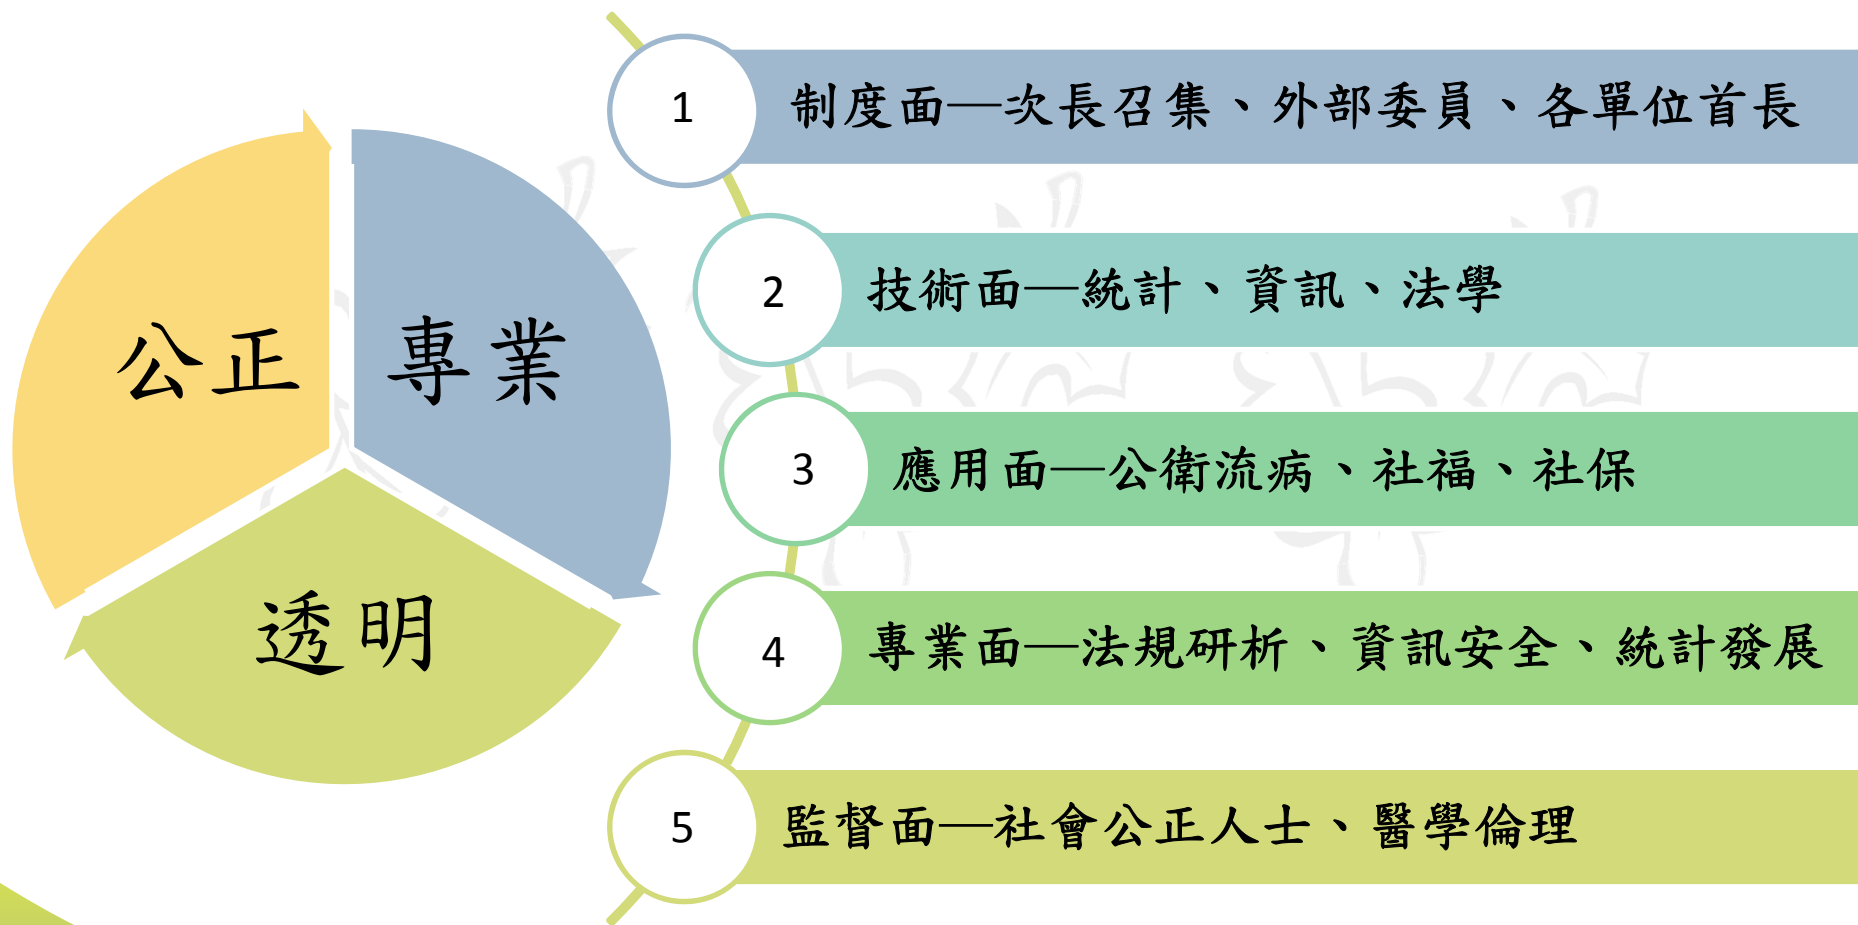 公正
專業
透明
1 制度面—次長召集、外部委員、各單位首長
2 技術面—統計、資訊、法學
3 應用面—公衛流病、社福、社保
4 專業面—法規研析、資訊安全、統計發展
5 監督面—社會公正人士、醫學倫理